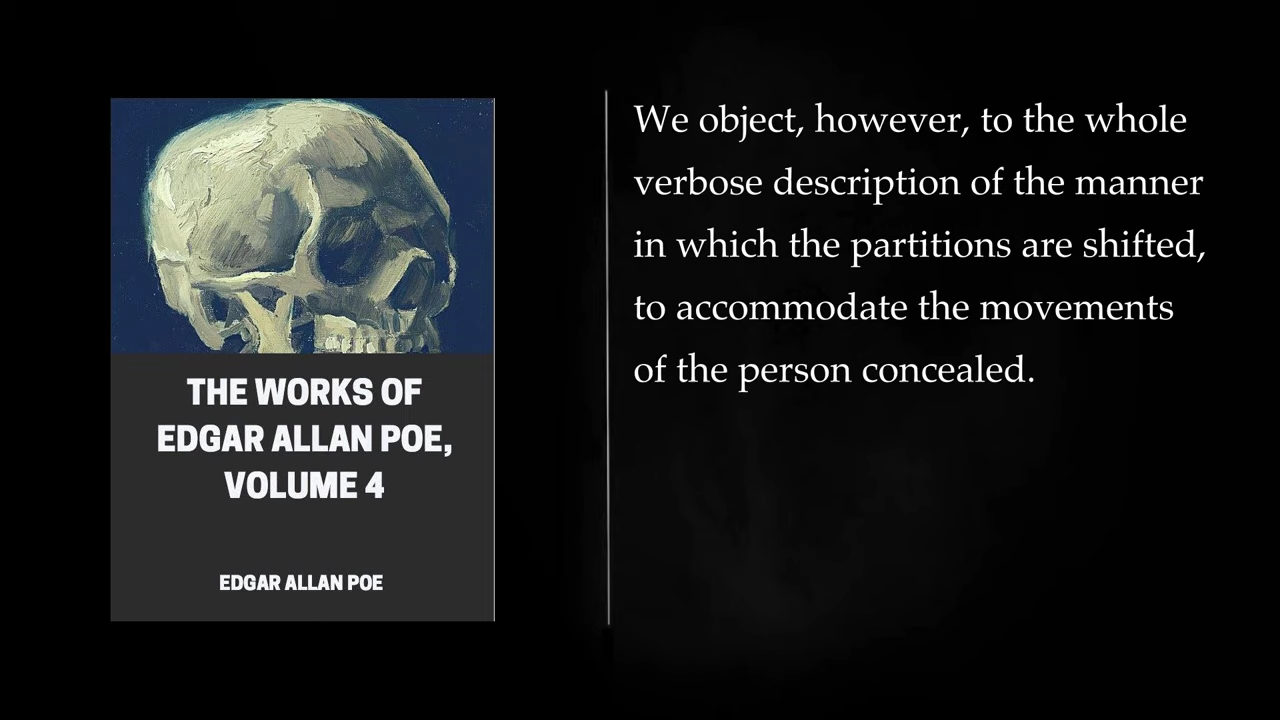 THE WORKS OF
EDGAR ALLAN POE,
VOLUME 4
EDGAR ALLAN POE
We object, however, to the whole
verbose description of the manner
in which the partitions are shifted,
to accommodate the movements
of the person concealed.